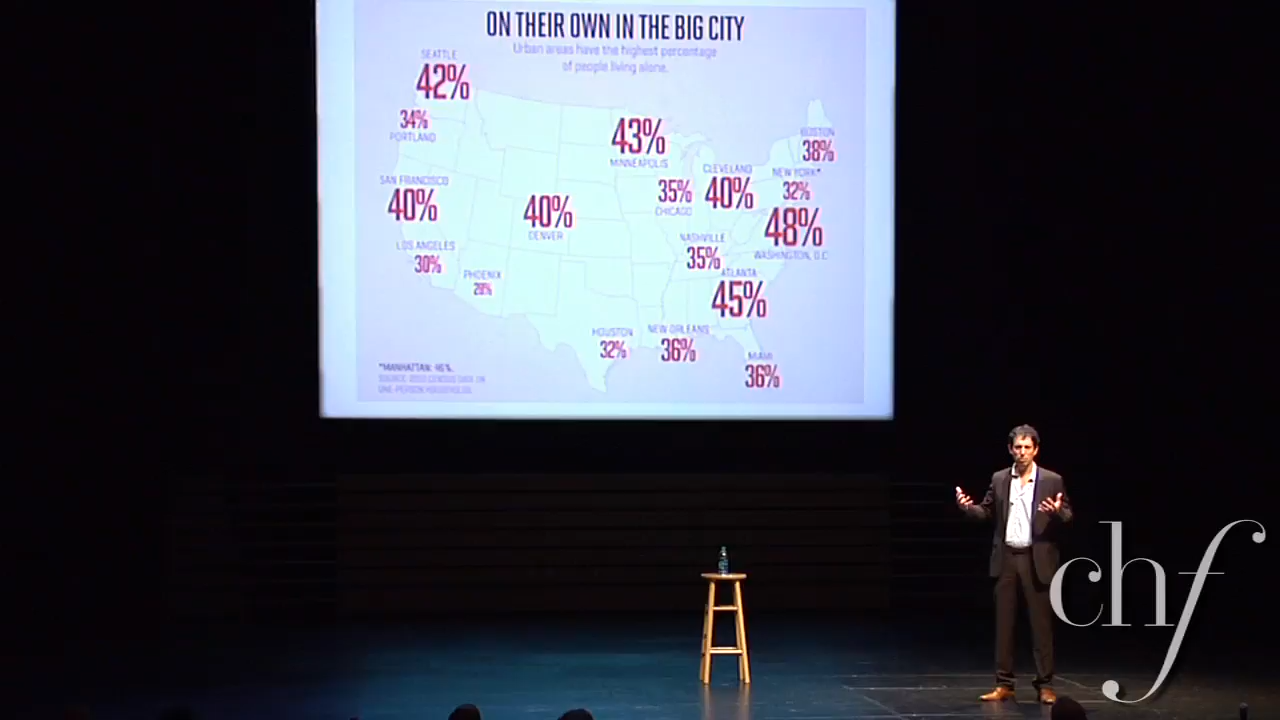 ON THEIR OWN IN THE BIG CITY
Urban areas have the highest percentage
of people living alone.
SEATTLE
42%
34%
PORTLAND
43%
MINNEAPOLIS
BOSTON
38%
SAN FRANCISCO
40%
40%
DENVER
35%
CHICAGO
CLEVELAND
40%
NEW YORK*
32%
48%
WASHINGTON, D.C.
LOS ANGELES
30%
PHOENIX
28%
NASHVILLE
35%
ATLANTA
45%
HOUSTON
32%
NEW ORLEANS
36%
MIAMI
36%
*MANHATTAN: 46%.
chf